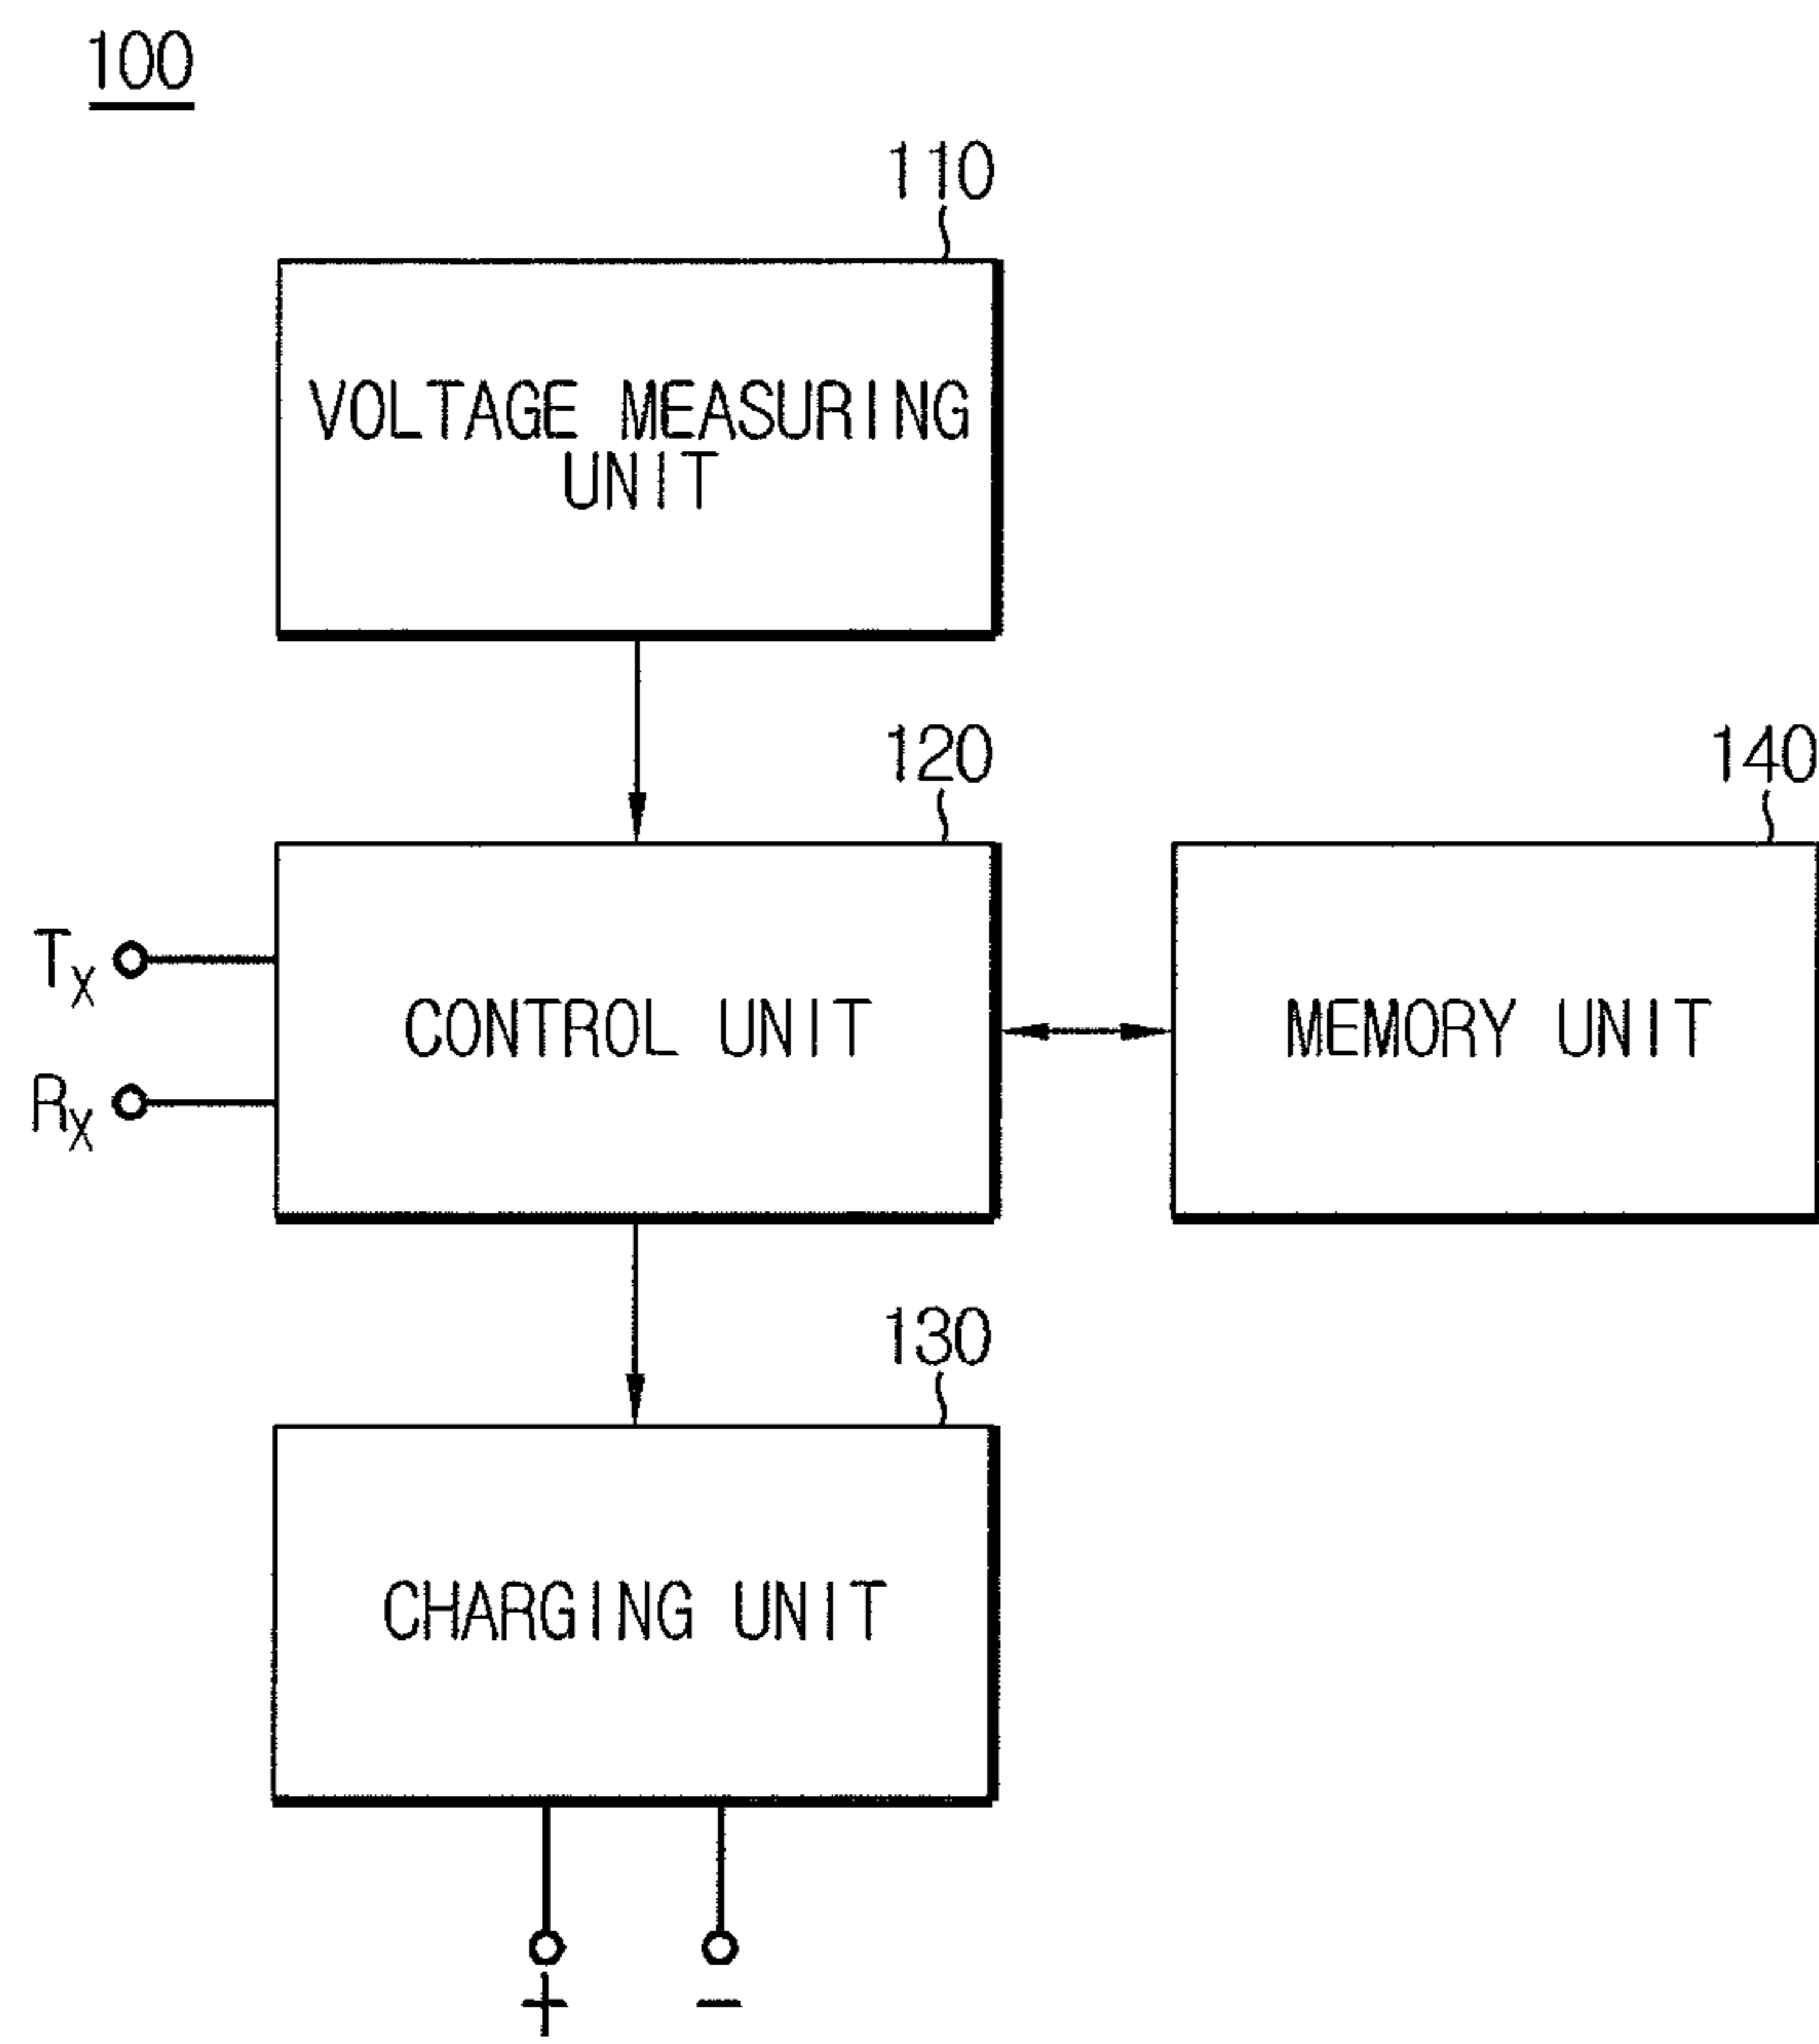 100
110
VOLTAGE MEASURING
UNIT
120
140
Tx
CONTROL UNIT
MEMORY UNIT
Rx
130
CHARGING UNIT
+ −